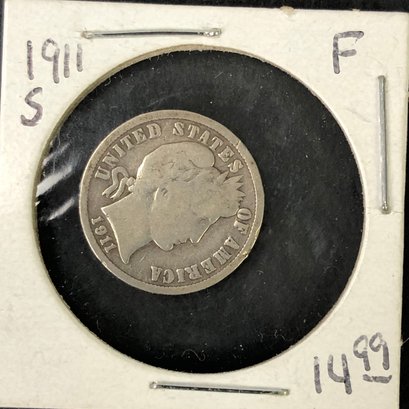 1911 F
S
UNITED STATES
OF AMERICA
1911
14.99